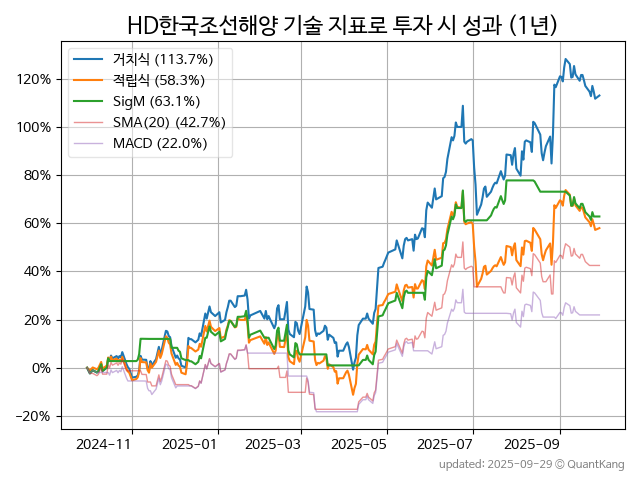 HD한국조선해양 기술 지표로 투자 시 성과 (1년)
거치식 (113.7%)
적립식 (58.3%)
SigM (63.1%)
SMA(20) (42.7%)
MACD (22.0%)
120%
100%
80%
60%
40%
20%
0%
−20%
2024-11 2025-01 2025-03 2025-05 2025-07 2025-09
updated: 2025-09-29 © QuantKang